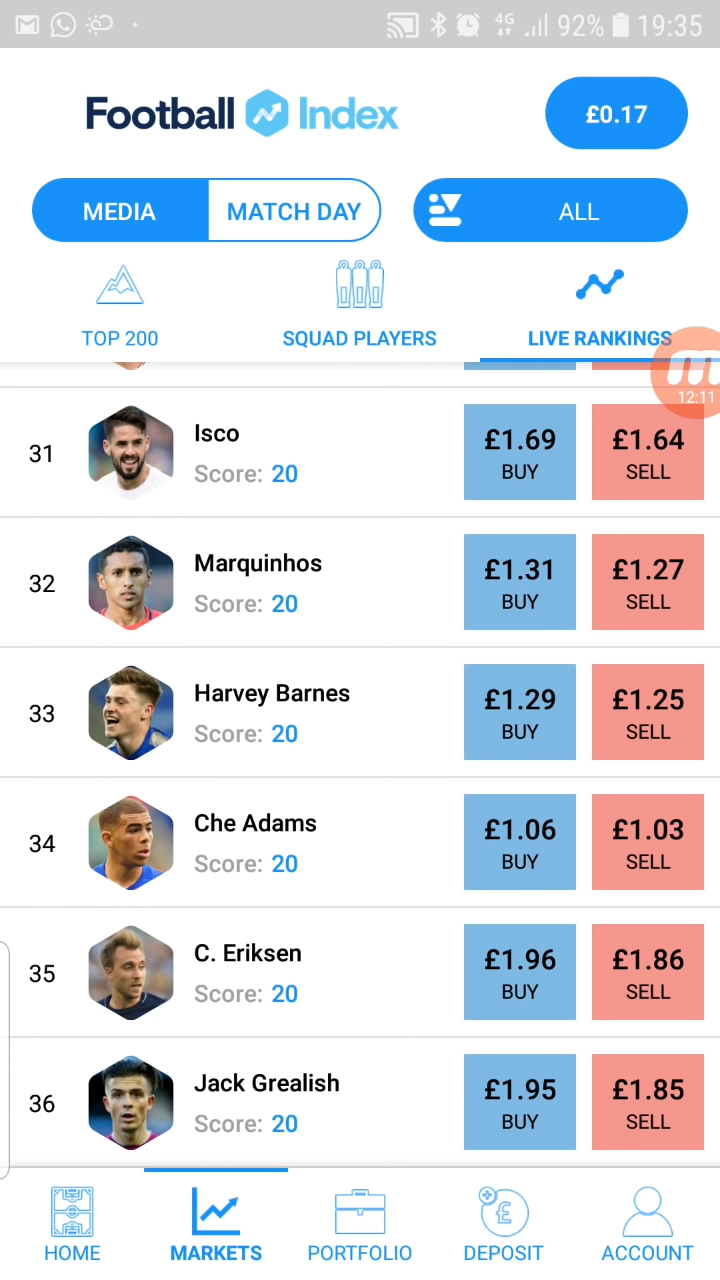 4G 92% 19:35
Football Index £0.17
MEDIA MATCH DAY ALL
TOP 200 SQUAD PLAYERS LIVE RANKINGS
m
12:11
31 Isco £1.69 £1.64
Score: 20 BUY SELL
32 Marquinhos £1.31 £1.27
Score: 20 BUY SELL
33 Harvey Barnes £1.29 £1.25
Score: 20 BUY SELL
34 Che Adams £1.06 £1.03
Score: 20 BUY SELL
35 C. Eriksen £1.96 £1.86
Score: 20 BUY SELL
36 Jack Grealish £1.95 £1.85
Score: 20 BUY SELL
HOME MARKETS PORTFOLIO DEPOSIT ACCOUNT